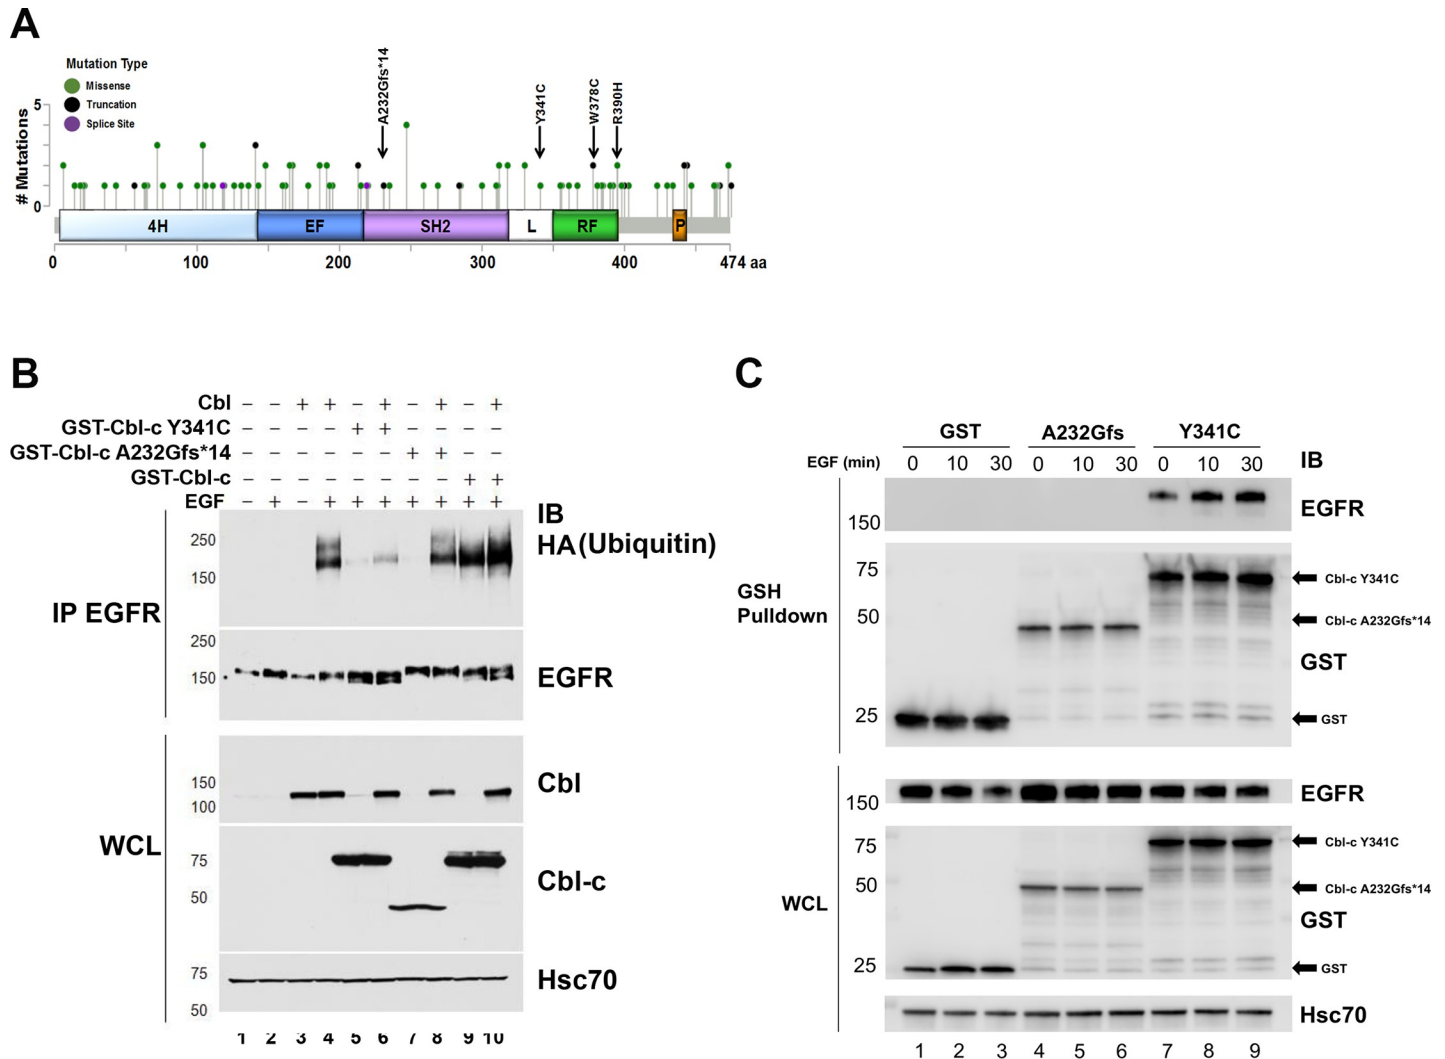 A
Mutation Type
Missense
Truncation
Splice Site
# Mutations
5
0
A232Gfs*14
Y341C
W378C
R390H
4H EF SH2 L RF P
0 100 200 300 400 474 aa
B
Cbl – – + + – + – + – +
GST-Cbl-c Y341C – – – – + + – – – –
GST-Cbl-c A232Gfs*14 – – – – – – + + – –
GST-Cbl-c – – – – – – – – + +
EGF – + – + + + + + + +
IB
HA (Ubiquitin)
250
150
IP EGFR
250
150
EGFR
WCL
150
100
Cbl
75
50
Cbl-c
75
50
Hsc70
1 2 3 4 5 6 7 8 9 10
C
GST A232Gfs Y341C
EGF (min) 0 10 30 0 10 30 0 10 30 IB
150
EGFR
GSH
Pulldown
75
50
25
Cbl-c Y341C
Cbl-c A232Gfs*14
GST
GST
150
EGFR
WCL
75
50
25
Cbl-c Y341C
Cbl-c A232Gfs*14
GST
GST
Hsc70
1 2 3 4 5 6 7 8 9